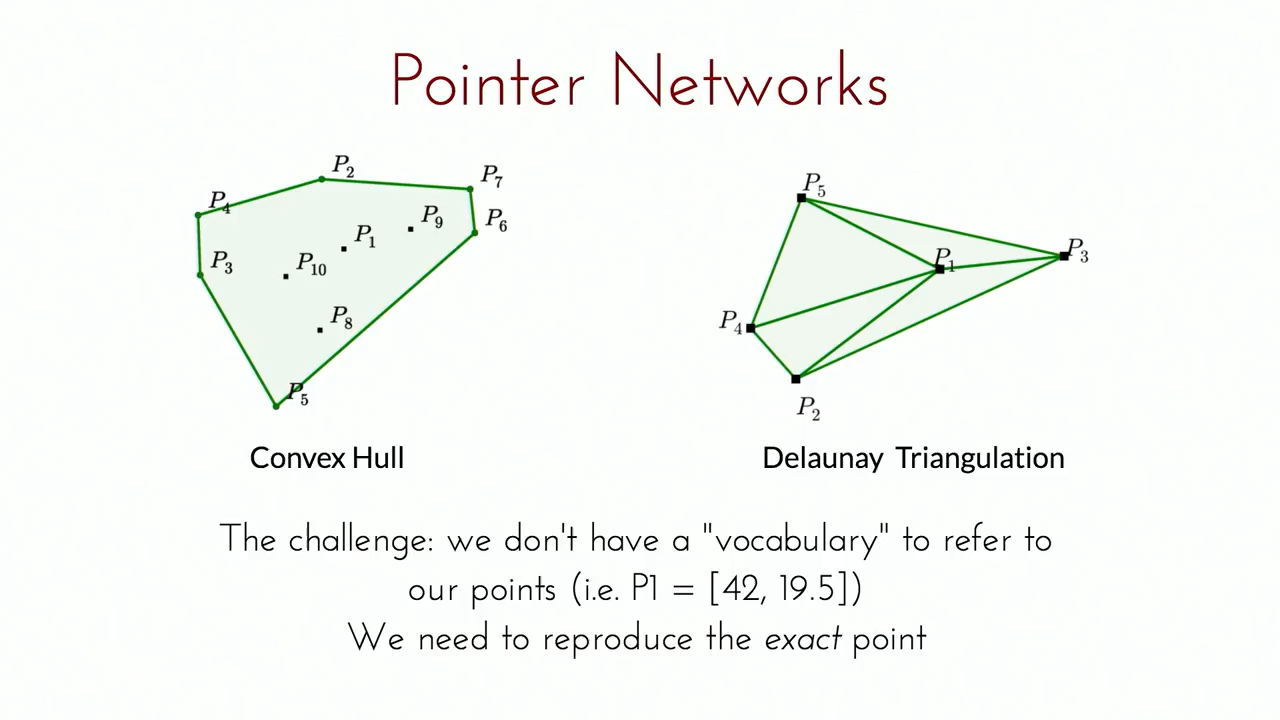 Pointer Networks
P2
P7
P4
P9
P6
P1
P3
P10
P8
P5
Convex Hull
P5
P1
P3
P4
P2
Delaunay Triangulation
The challenge: we don't have a "vocabulary" to refer to
our points (i.e. P1 = [42, 19.5])
We need to reproduce the exact point